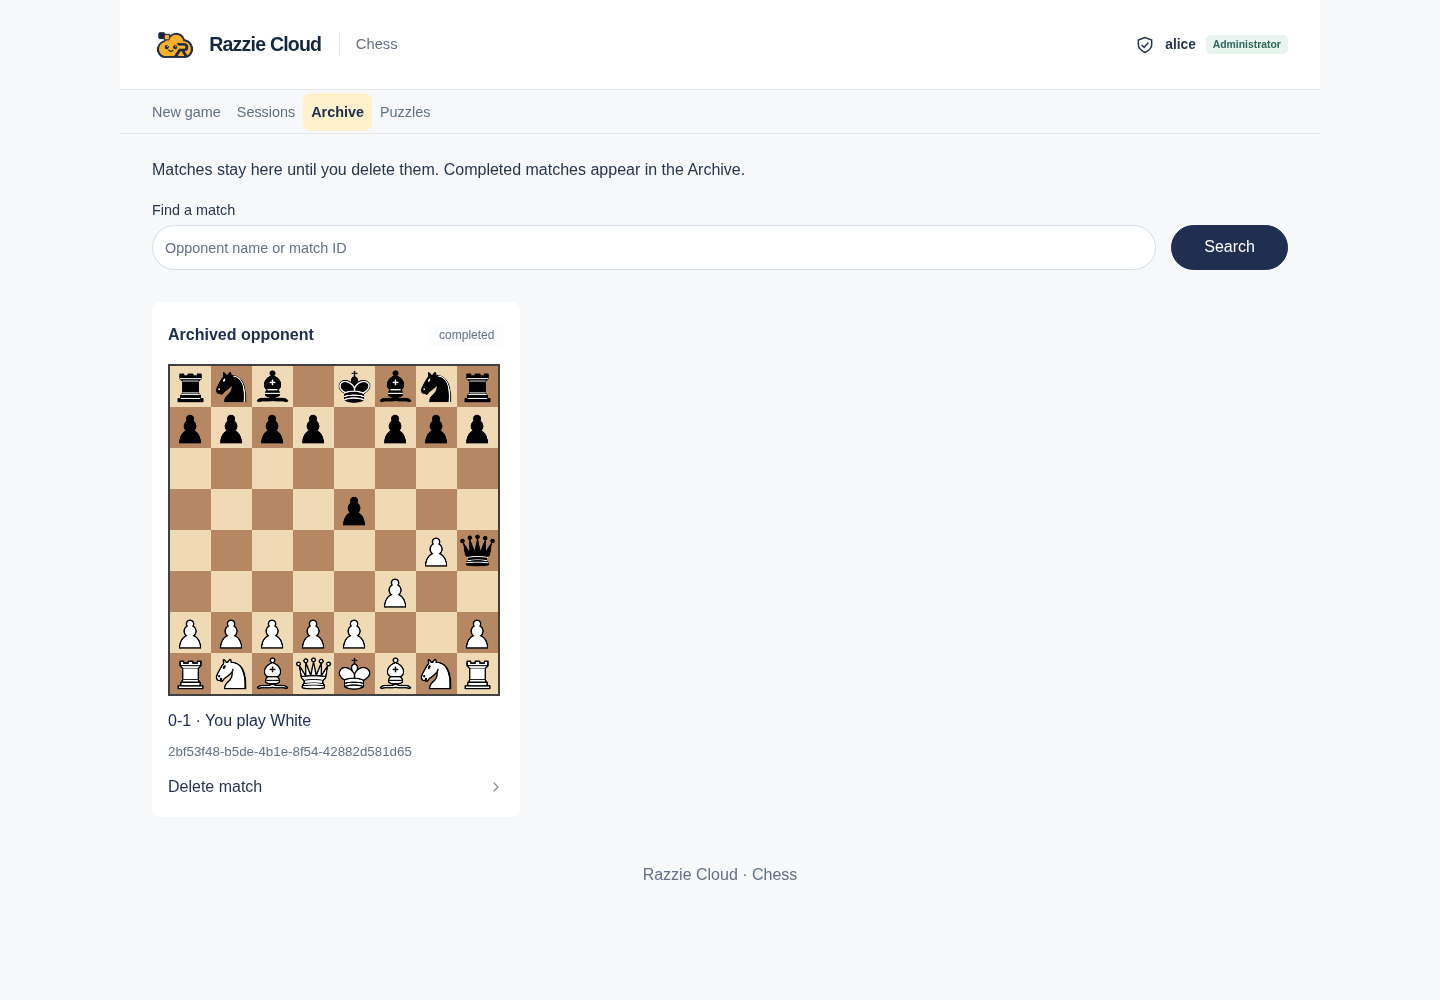 Razzie Cloud
Chess
alice
Administrator
New game
Sessions
Archive
Puzzles
Matches stay here until you delete them. Completed matches appear in the Archive.
Find a match
Opponent name or match ID
Search
Archived opponent
completed
0-1 · You play White
2bf53f48-b5de-4b1e-8f54-42882d581d65
Delete match
Razzie Cloud · Chess